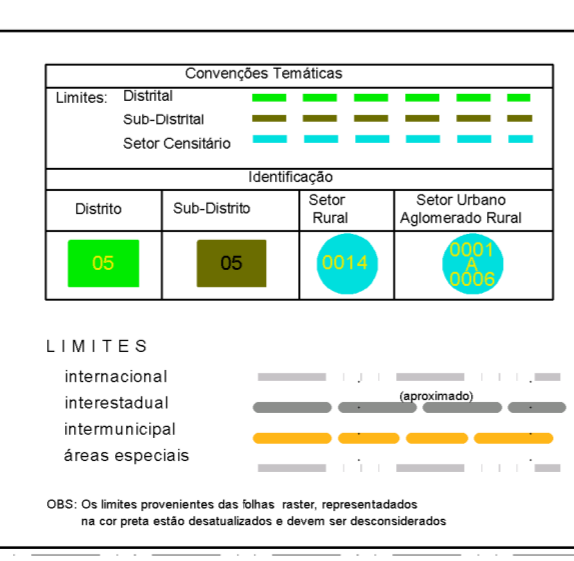 Convenções Temáticas
Limites: Distrital
Sub-DIstrital
Setor Censitário
Identificação
Distrito
Sub-Distrito
Setor
Rural
Setor Urbano
Aglomerado Rural
05
05
0014
0001
A
0006
LIMITES
internacional
interestadual
(aproximado)
intermunicipal
áreas especiais
OBS: Os limites provenientes das folhas raster, representadados
na cor preta estão desatualizados e devem ser desconsiderados